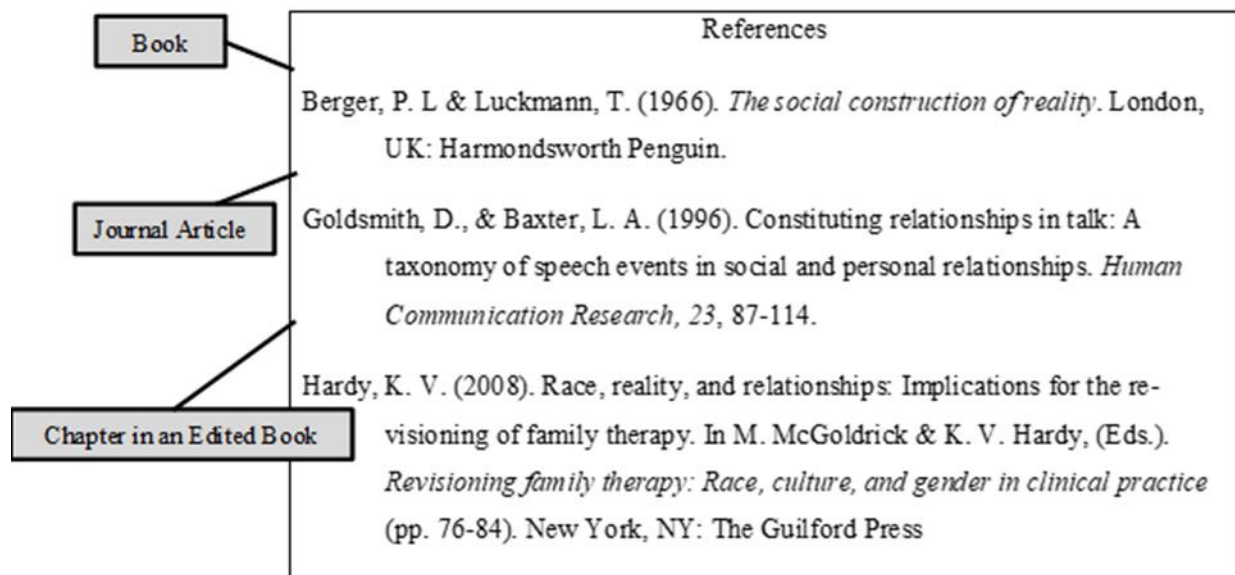 Book
References
Berger, P. L & Luckmann, T. (1966). The social construction of reality. London,
UK: Harmondsworth Penguin.
Journal Article
Goldsmith, D., & Baxter, L. A. (1996). Constituting relationships in talk: A
taxonomy of speech events in social and personal relationships. Human
Communication Research, 23, 87-114.
Chapter in an Edited Book
Hardy, K. V. (2008). Race, reality, and relationships: Implications for the re-
visioning of family therapy. In M. McGoldrick & K. V. Hardy, (Eds.).
Revisioning family therapy: Race, culture, and gender in clinical practice
(pp. 76-84). New York, NY: The Guilford Press